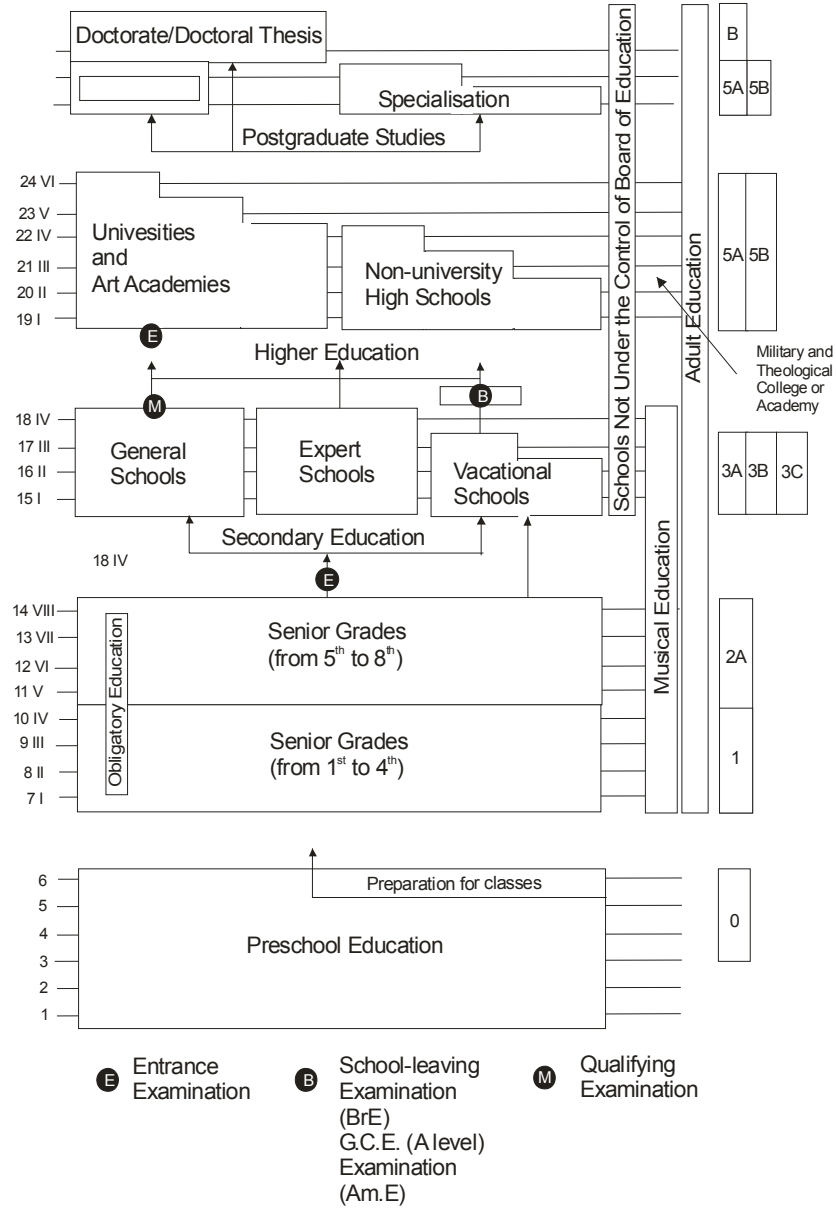 Doctorate/Doctoral Thesis
B
5A 5B
Specialisation
Postgraduate Studies
24 VI
23 V
22 IV
21 III
20 II
19 I
Univesities
and
Art Academies
Non-university
High Schools
5A 5B
E
Higher Education
Military and
Theological
College or
Academy
M
B
18 IV
17 III
16 II
15 I
General
Schools
Expert
Schools
Vacational
Schools
3A 3B 3C
Secondary Education
18 IV
E
Schools Not Under the Control of Board of Education
Adult Education
Musical Education
14 VIII
13 VII
12 VI
11 V
10 IV
9 III
8 II
7 I
Obligatory Education
Senior Grades
(from 5th to 8th)
2A
Senior Grades
(from 1st to 4th)
1
6
5
4
3
2
1
Preparation for classes
Preschool Education
0
E Entrance
Examination
B School-leaving
Examination
(BrE)
G.C.E. (A level)
Examination
(Am.E)
M Qualifying
Examination